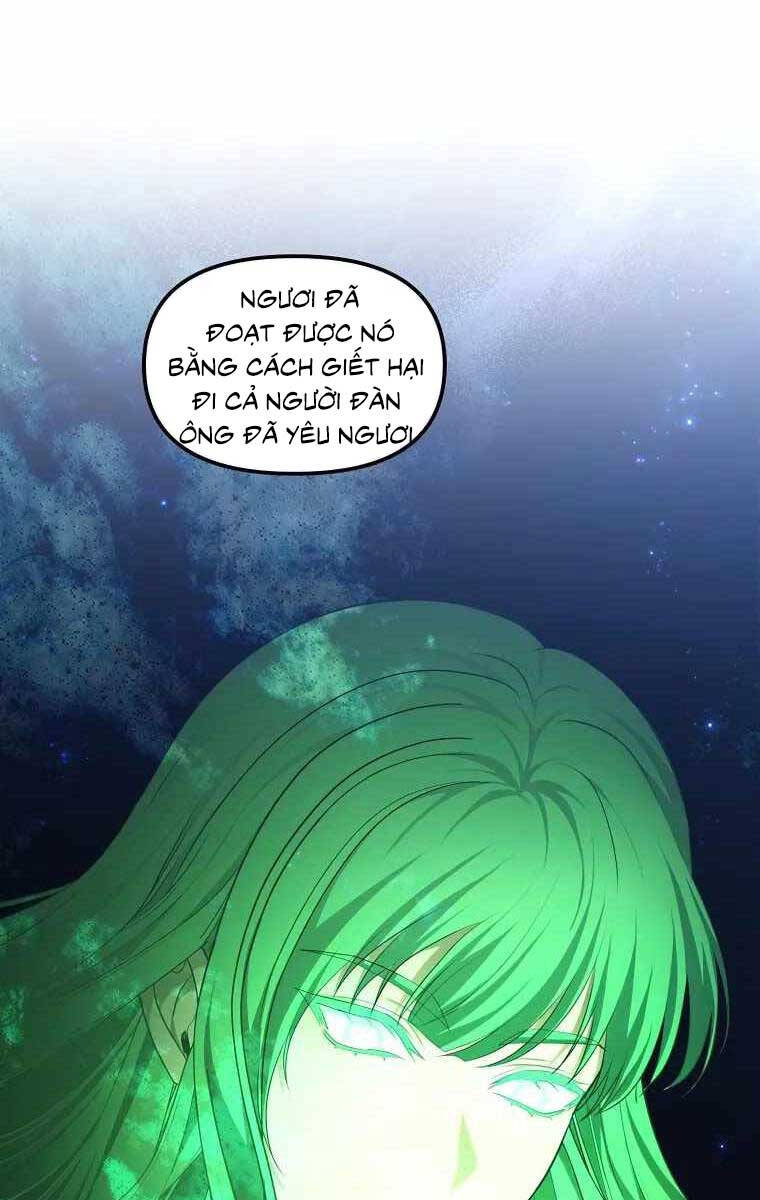 NGƯƠI ĐÃ
ĐOẠT ĐƯỢC NÓ
BẰNG CÁCH GIẾT HẠI
ĐI CẢ NGƯỜI ĐÀN
ÔNG ĐÃ YÊU NGƯƠI